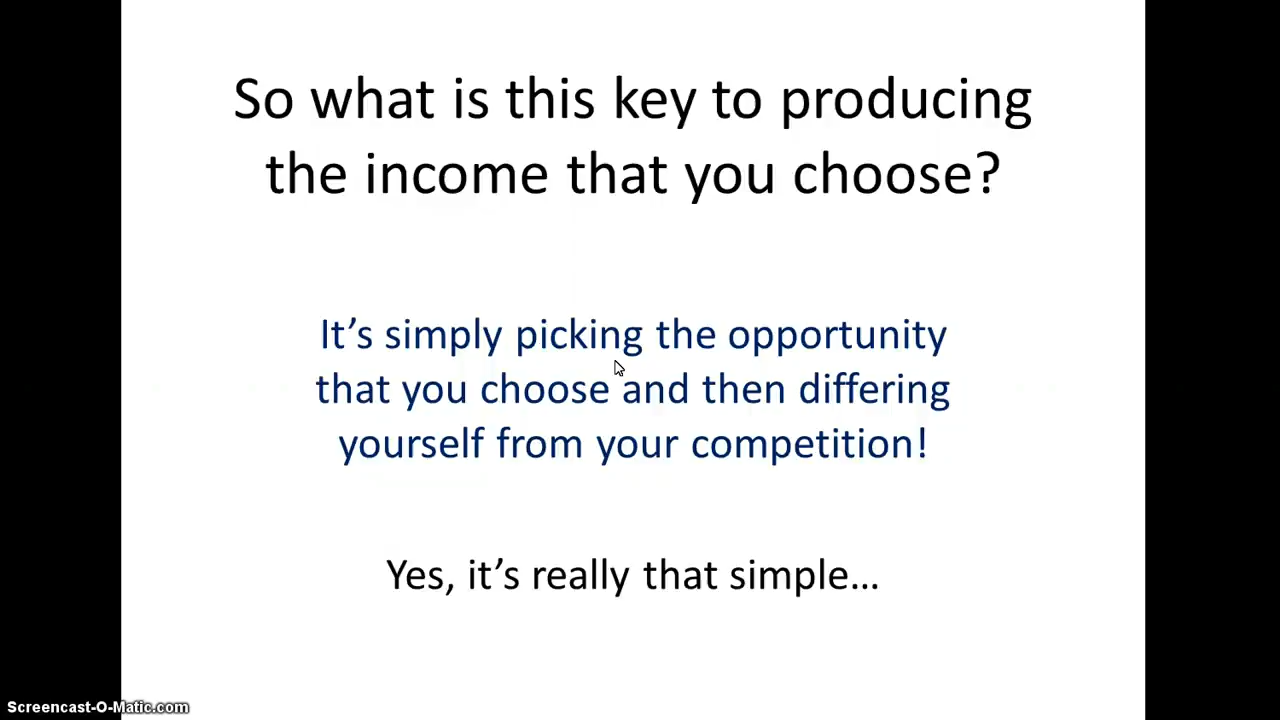 So what is this key to producing
the income that you choose?
It’s simply picking the opportunity
that you choose and then differing
yourself from your competition!
Yes, it’s really that simple…
Screencast-O-Matic.com